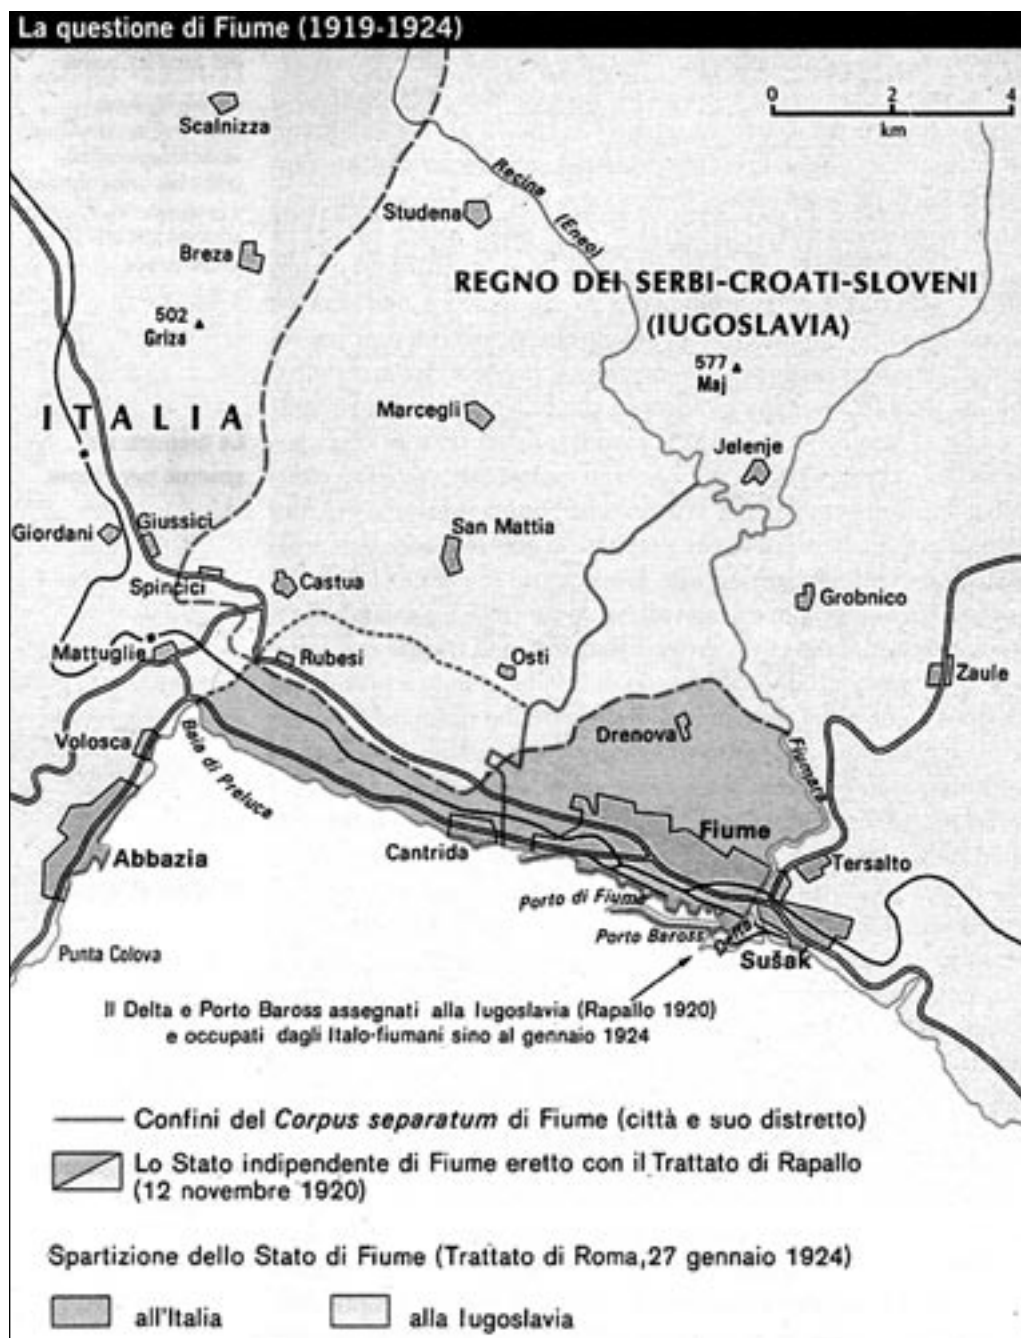 La questione di Fiume (1919-1924)
0 2 4
km
Scalnizza
Recina
(Eneo)
Studena
Breza
REGNO DEI SERBI-CROATI-SLOVENI
(IUGOSLAVIA)
502
Griza
577
Maj
ITALIA
Marcegli
Jelenje
Giordani
Giussici
San Mattia
Spincici
Castua
Grobnico
Mattuglie
Rubesi
Osti
Zaule
Volosca
Baia di Preluca
Drenova
Fiumara
Abbazia
Cantrida
Fiume
Tersalto
Porto di Fiume
Porto Baross
Delta
Sušak
Punta Colova
Il Delta e Porto Baross assegnati alla Iugoslavia (Rapallo 1920)
e occupati dagli Italo-fiumani sino al gennaio 1924
Confini del Corpus separatum di Fiume (città e suo distretto)
Lo Stato indipendente di Fiume eretto con il Trattato di Rapallo
(12 novembre 1920)
Spartizione dello Stato di Fiume (Trattato di Roma, 27 gennaio 1924)
all'Italia
alla Iugoslavia